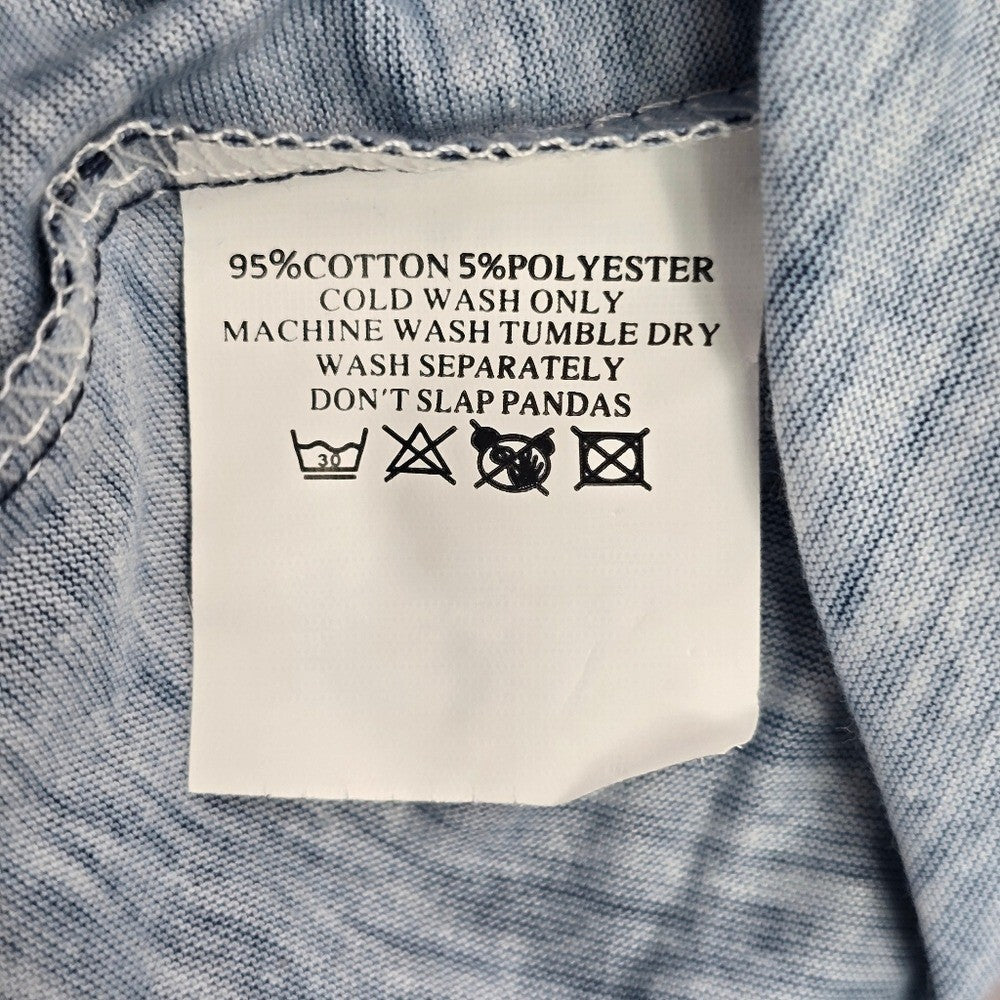 95%COTTON 5%POLYESTER
COLD WASH ONLY
MACHINE WASH TUMBLE DRY
WASH SEPARATELY
DON'T SLAP PANDAS
30